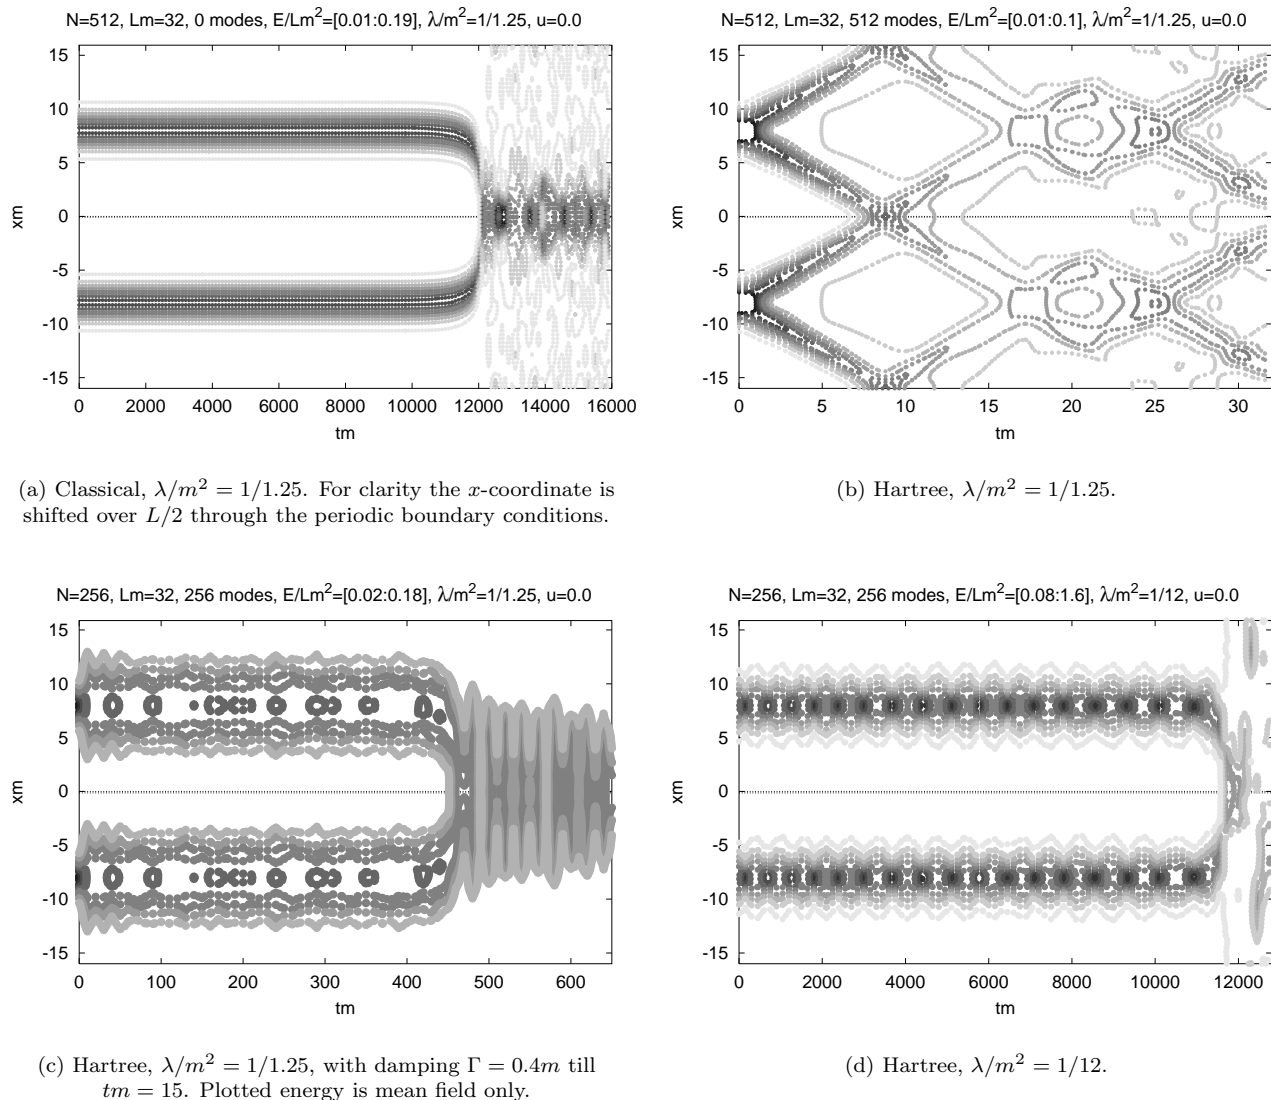 N=512, Lm=32, 0 modes, E/Lm²=[0.01:0.19], λ/m²=1/1.25, u=0.0
xm
15
10
5
0
-5
-10
-15
0 2000 4000 6000 8000 10000 12000 14000 16000
tm
(a) Classical, λ/m² = 1/1.25. For clarity the x-coordinate is
shifted over L/2 through the periodic boundary conditions.
N=512, Lm=32, 512 modes, E/Lm²=[0.01:0.1], λ/m²=1/1.25, u=0.0
xm
15
10
5
0
-5
-10
-15
0 5 10 15 20 25 30
tm
(b) Hartree, λ/m² = 1/1.25.
N=256, Lm=32, 256 modes, E/Lm²=[0.02:0.18], λ/m²=1/1.25, u=0.0
xm
15
10
5
0
-5
-10
-15
0 100 200 300 400 500 600
tm
(c) Hartree, λ/m² = 1/1.25, with damping Γ = 0.4m till
tm = 15. Plotted energy is mean field only.
N=256, Lm=32, 256 modes, E/Lm²=[0.08:1.6], λ/m²=1/12, u=0.0
xm
15
10
5
0
-5
-10
-15
0 2000 4000 6000 8000 10000 12000
tm
(d) Hartree, λ/m² = 1/12.